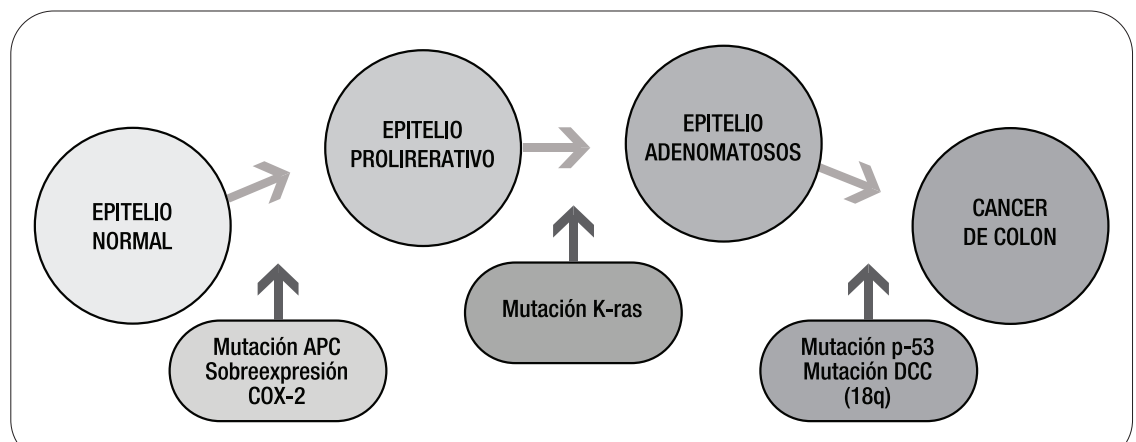 EPITELIO
NORMAL
EPITELIO
PROLIRERATIVO
EPITELIO
ADENOMATOSOS
CANCER
DE COLON
Mutación APC
Sobreexpresión
COX-2
Mutación K-ras
Mutación p-53
Mutación DCC
(18q)